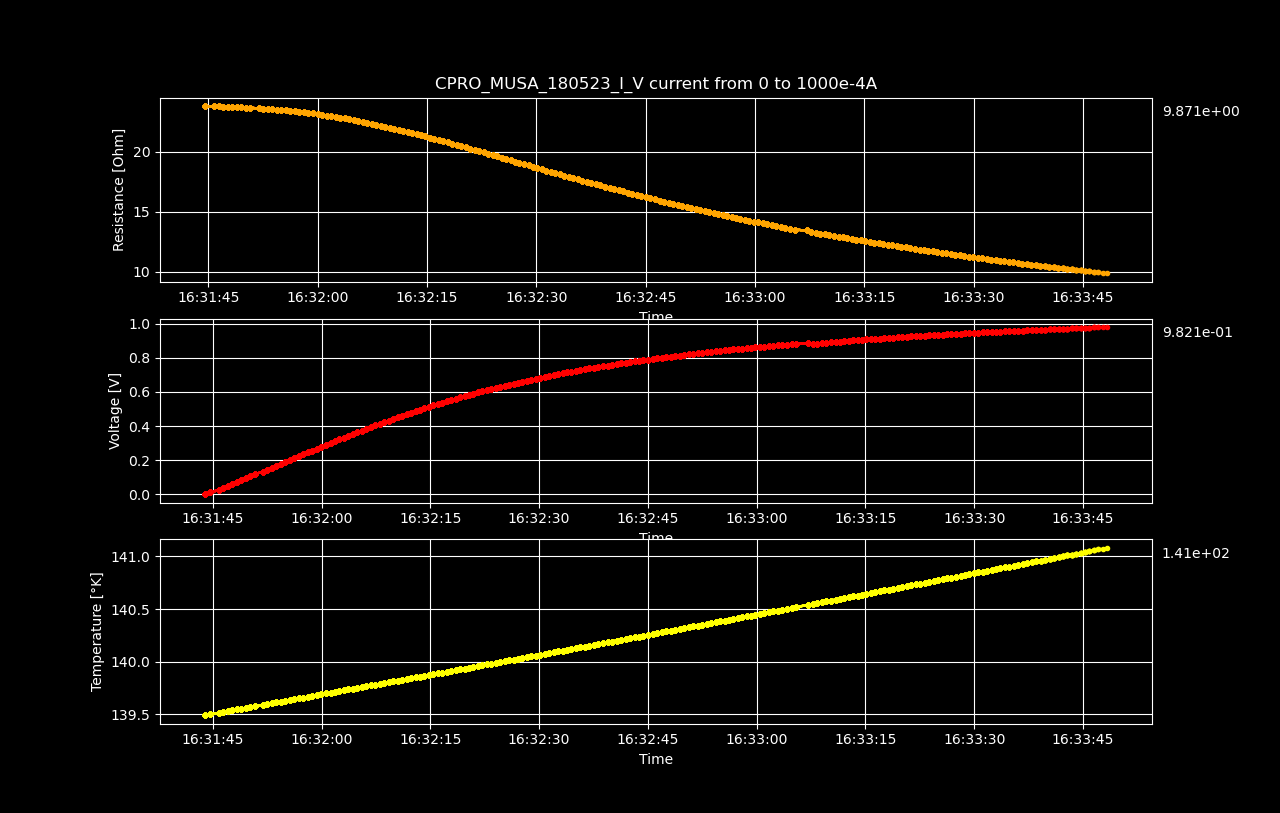 CPRO_MUSA_180523_I_V current from 0 to 1000e-4A
9.871e+00
Resistance [Ohm]
20
15
10
16:31:45 16:32:00 16:32:15 16:32:30 16:32:45 16:33:00 16:33:15 16:33:30 16:33:45
Time
9.821e-01
Voltage [V]
1.0
0.8
0.6
0.4
0.2
0.0
16:31:45 16:32:00 16:32:15 16:32:30 16:32:45 16:33:00 16:33:15 16:33:30 16:33:45
Time
1.41e+02
Temperature [°K]
141.0
140.5
140.0
139.5
16:31:45 16:32:00 16:32:15 16:32:30 16:32:45 16:33:00 16:33:15 16:33:30 16:33:45
Time